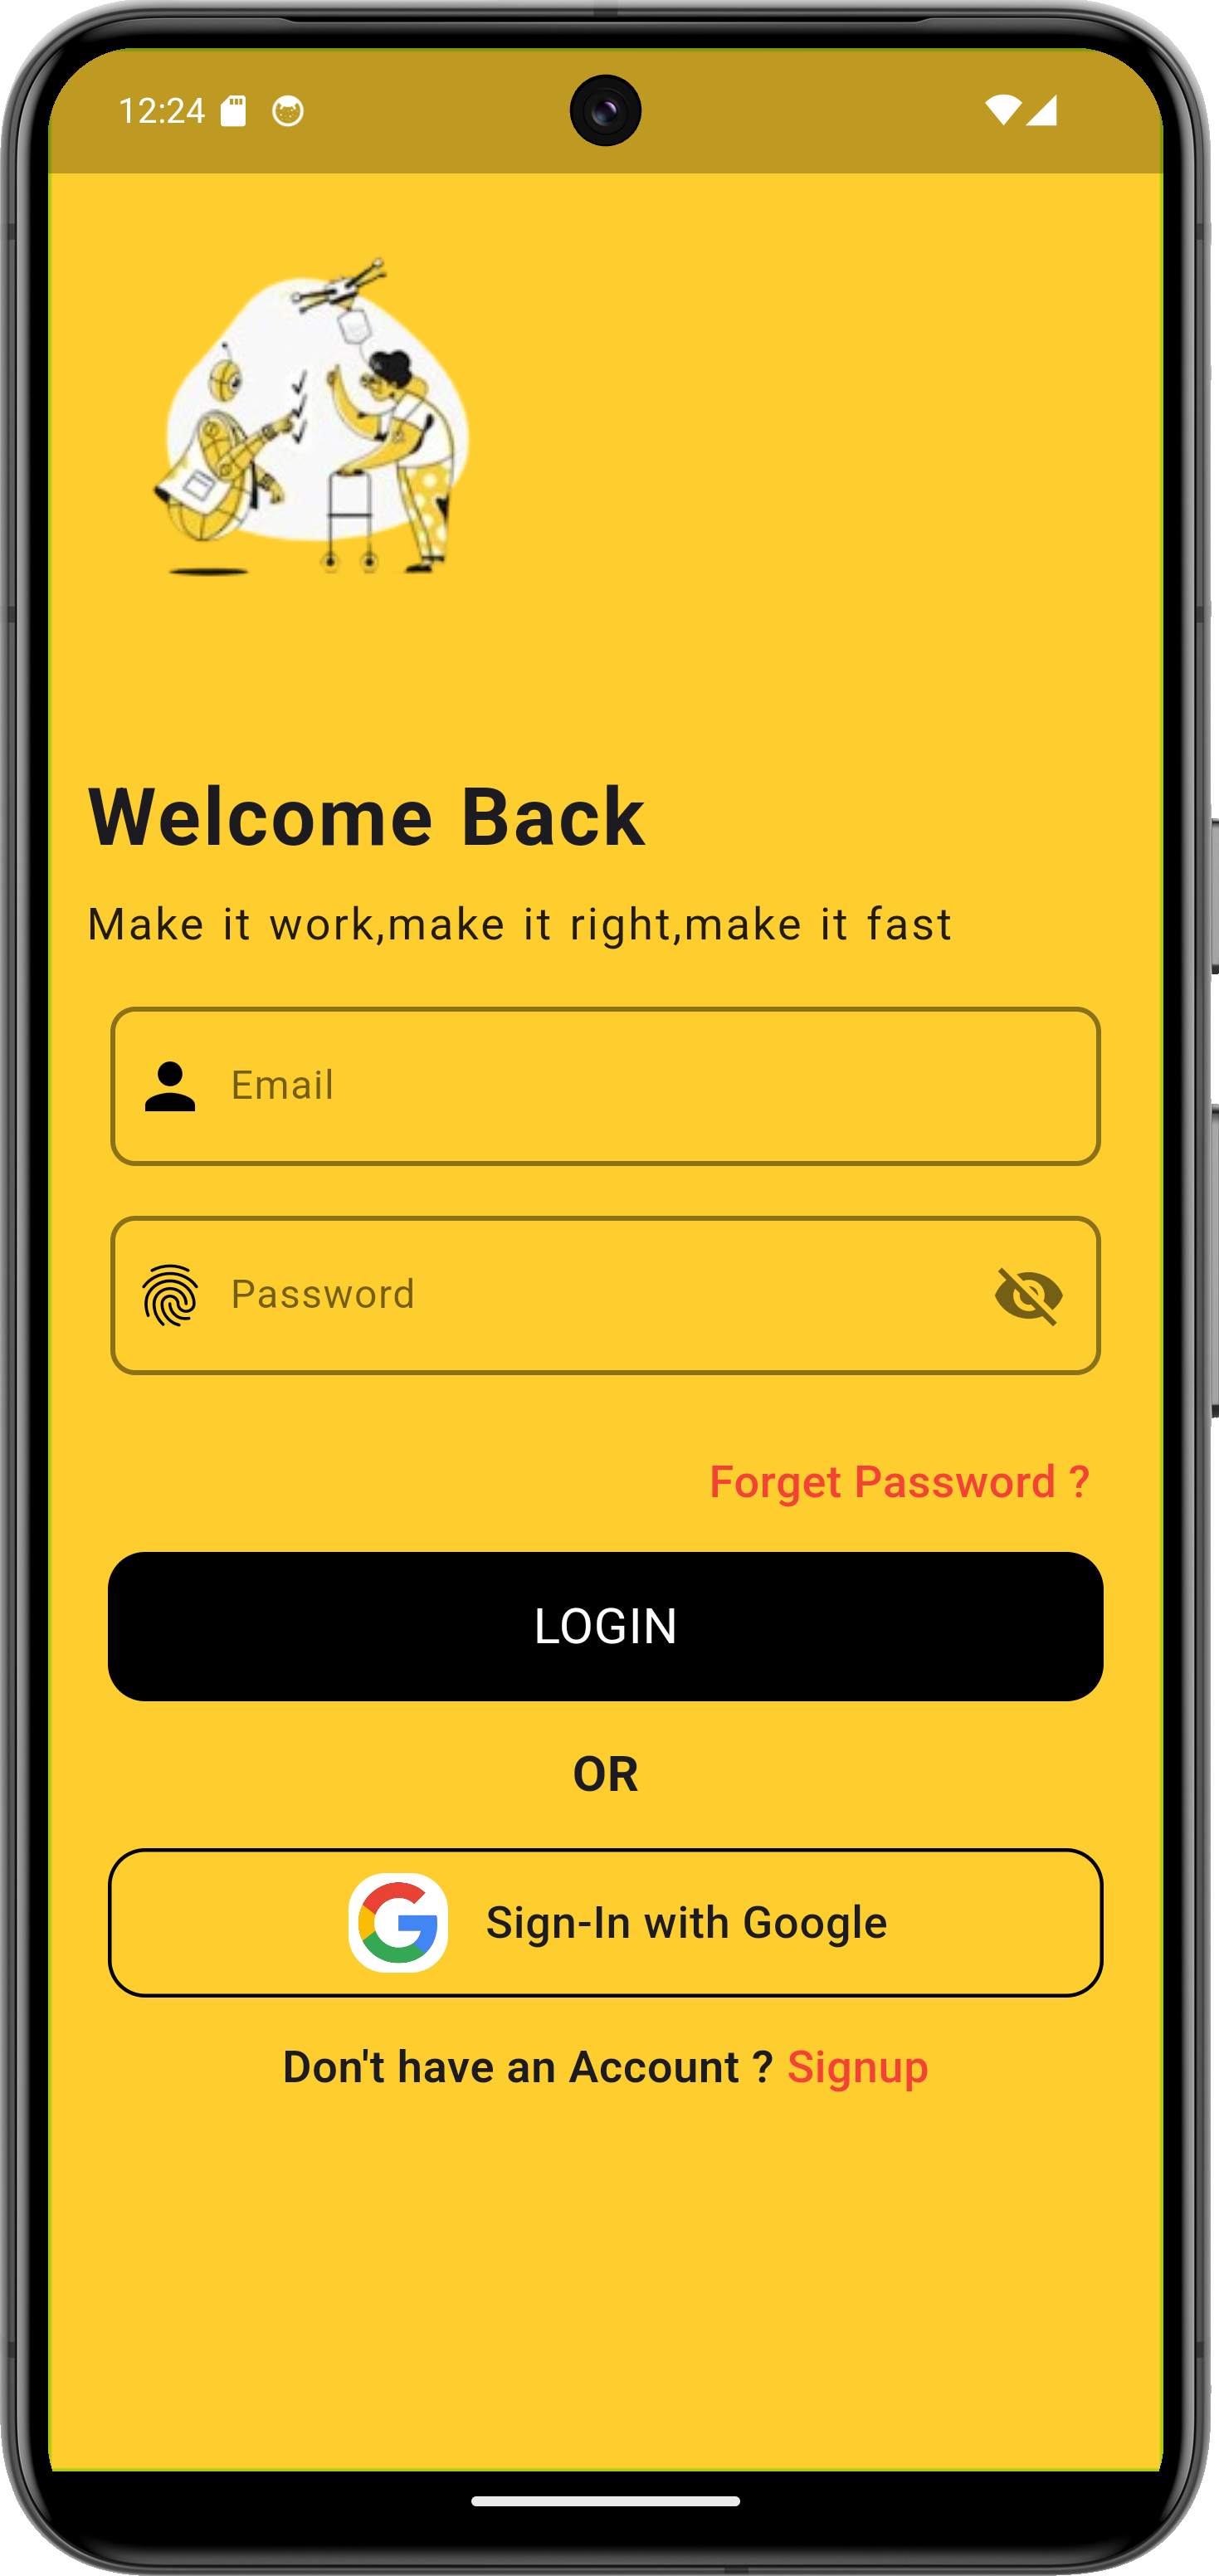 12:24
Welcome Back
Make it work,make it right,make it fast
Email
Password
Forget Password ?
LOGIN
OR
Sign-In with Google
Don't have an Account ? Signup